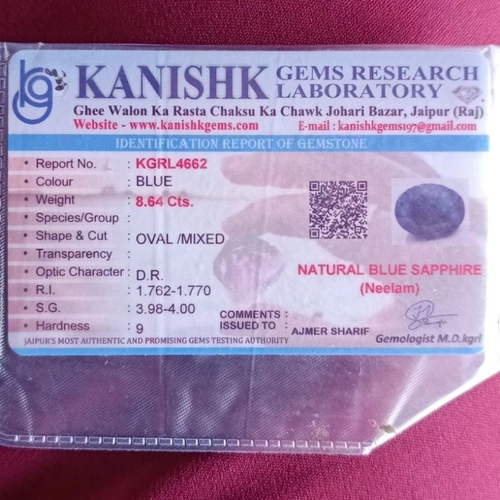 kg KANISHK GEMS RESEARCH LABORATORY
Ghee Walon Ka Rasta Chaksu Ka Chawk Johari Bazar, Jaipur (Raj)
Website - www.kanishkgems.com E-mail : kanishkgems197@gmail.com
IDENTIFICATION REPORT OF GEMSTONE
• Report No. : KGRL4662
• Colour : BLUE
• Weight : 8.64 Cts.
• Species/Group :
• Shape & Cut : OVAL /MIXED
• Transparency :
• Optic Character : D.R.
• R.I. : 1.762-1.770
• S.G. : 3.98-4.00
• Hardness : 9
NATURAL BLUE SAPPHIRE
(Neelam)
COMMENTS :
ISSUED TO : AJMER SHARIF
Gemologist M.D.kgrl
JAIPUR'S MOST AUTHENTIC AND PROMISING GEMS TESTING LABORATORY